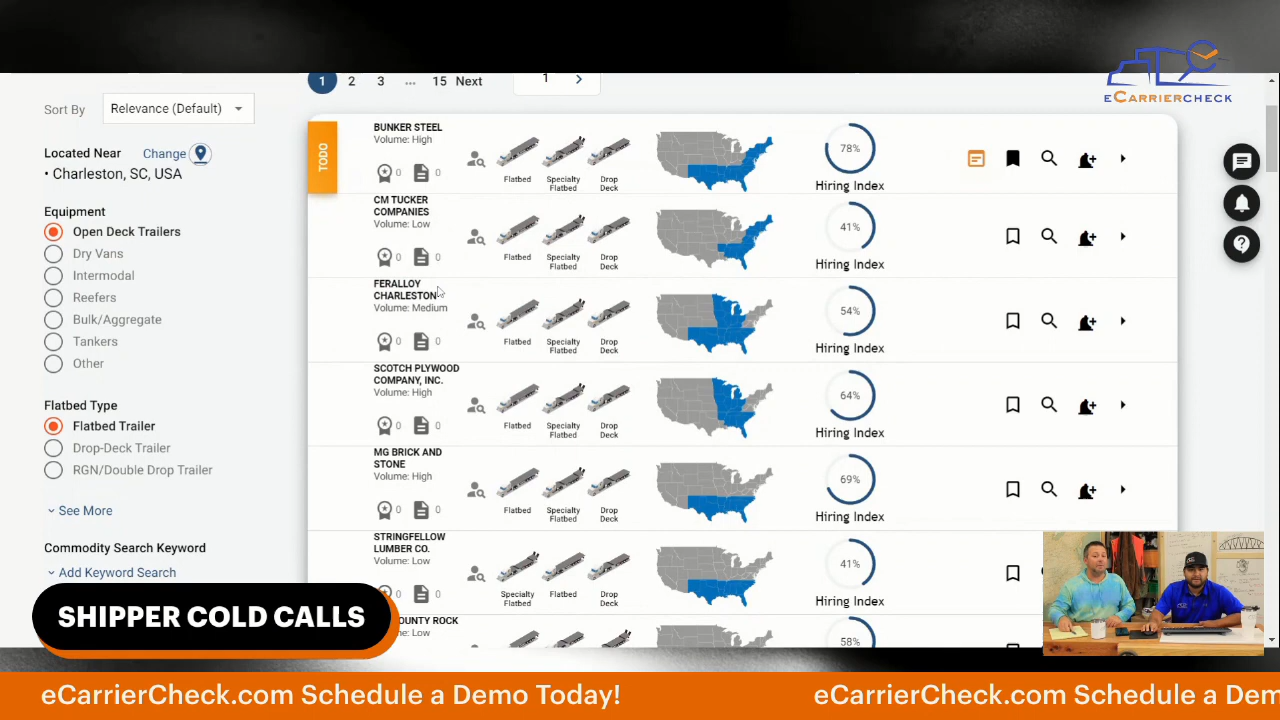 eCARRIERCHECK
1 2 3 ... 15 Next
1
Sort By
Relevance (Default)
Located Near
Change
• Charleston, SC, USA
Equipment
Open Deck Trailers
Dry Vans
Intermodal
Reefers
Bulk/Aggregate
Tankers
Other
Flatbed Type
Flatbed Trailer
Drop-Deck Trailer
RGN/Double Drop Trailer
See More
Commodity Search Keyword
Add Keyword Search
TODO
BUNKER STEEL
Volume: High
0 0
Flatbed
Specialty
Flatbed
Drop
Deck
78%
Hiring Index
CM TUCKER
COMPANIES
Volume: Low
0 0
Flatbed
Specialty
Flatbed
Drop
Deck
41%
Hiring Index
FERALLOY
CHARLESTON
Volume: Medium
0 0
Flatbed
Specialty
Flatbed
Drop
Deck
54%
Hiring Index
SCOTCH PLYWOOD
COMPANY, INC.
Volume: High
0 0
Flatbed
Specialty
Flatbed
Drop
Deck
64%
Hiring Index
MG BRICK AND
STONE
Volume: High
0 0
Flatbed
Specialty
Flatbed
Drop
Deck
69%
Hiring Index
STRINGFELLOW
LUMBER CO.
Volume: Low
0 0
Specialty
Flatbed
Flatbed
Drop
Deck
41%
Hiring Index
OUNTY ROCK
: Low
58%
SHIPPER COLD CALLS
eCarrierCheck.com Schedule a Demo Today! eCarrierCheck.com Schedule a Dem